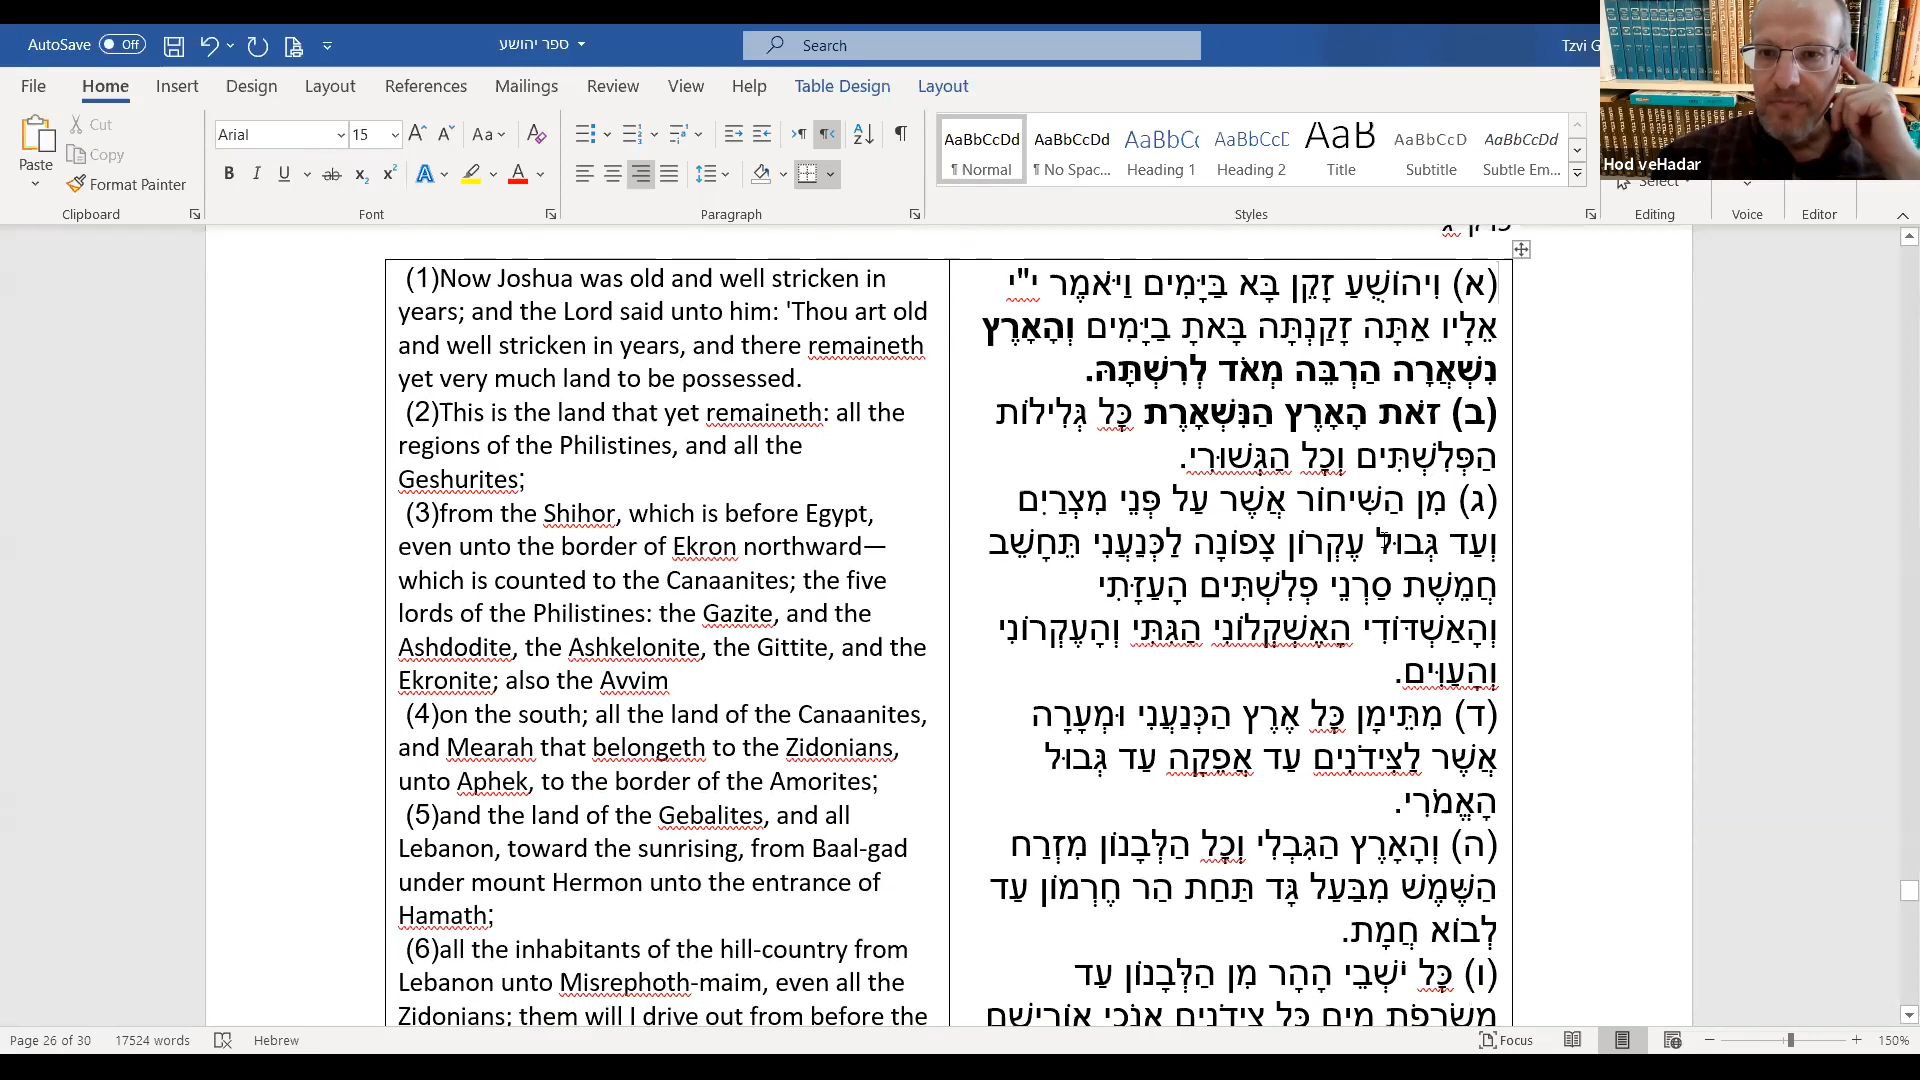 AutoSave Off ספר יהושע Search Tzvi G
File Home Insert Design Layout References Mailings Review View Help Table Design Layout
Paste
Cut
Copy
Format Painter
Clipboard
Arial 15
Font
Paragraph
AaBbCcDd AaBbCcDd AaBbCc AaBbCcD AaB AaBbCcD AaBbCcDd
¶ Normal ¶ No Spac... Heading 1 Heading 2 Title Subtitle Subtle Em...
Styles
Select
Editing Voice Editor
Hod veHadar
(1)Now Joshua was old and well stricken in
years; and the Lord said unto him: 'Thou art old
and well stricken in years, and there remaineth
yet very much land to be possessed.
(2)This is the land that yet remaineth: all the
regions of the Philistines, and all the
Geshurites;
(3)from the Shihor, which is before Egypt,
even unto the border of Ekron northward—
which is counted to the Canaanites; the five
lords of the Philistines: the Gazite, and the
Ashdodite, the Ashkelonite, the Gittite, and the
Ekronite; also the Avvim
(4)on the south; all the land of the Canaanites,
and Mearah that belongeth to the Zidonians,
unto Aphek, to the border of the Amorites;
(5)and the land of the Gebalites, and all
Lebanon, toward the sunrising, from Baal-gad
under mount Hermon unto the entrance of
Hamath;
(6)all the inhabitants of the hill-country from
Lebanon unto Misrephoth-maim, even all the
Zidonians; them will I drive out from before the
(א) וִיהוֹשֻׁעַ זָקֵן בָּא בַּיָּמִים וַיֹּאמֶר י"י
אֵלָיו אַתָּה זָקַנְתָּה בָּאתָ בַיָּמִים וְהָאָרֶץ
נִשְׁאֲרָה הַרְבֵּה מְאֹד לְרִשְׁתָּהּ.
(ב) זֹאת הָאָרֶץ הַנִּשְׁאָרֶת כׇּל גְּלִילוֹת
הַפְּלִשְׁתִּים וְכׇל הַגְּשׁוּרִי.
(ג) מִן הַשִּׁיחוֹר אֲשֶׁר עַל פְּנֵי מִצְרַיִם
וְעַד גְּבוּל עֶקְרוֹן צָפוֹנָה לַכְּנַעֲנִי תֵּחָשֵׁב
חֲמֵשֶׁת סַרְנֵי פְלִשְׁתִּים הָעַזָּתִי
וְהָאַשְׁדּוֹדִי הָאֶשְׁקְלוֹנִי הַגִּתִּי וְהָעֶקְרוֹנִי
וְהָעַוִּים.
(ד) מִתֵּימָן כׇּל אֶרֶץ הַכְּנַעֲנִי וּמְעָרָה
אֲשֶׁר לַצִּידֹנִים עַד אֲפֵקָה עַד גְּבוּל
הָאֱמֹרִי.
(ה) וְהָאָרֶץ הַגִּבְלִי וְכׇל הַלְּבָנוֹן מִזְרַח
הַשֶּׁמֶשׁ מִבַּעַל גָּד תַּחַת הַר חֶרְמוֹן עַד
לְבוֹא חֲמָת.
(ו) כׇּל יֹשְׁבֵי הָהָר מִן הַלְּבָנוֹן עַד
מִשְׂרְפֹת מַיִם כׇּל צִידֹנִים אָנֹכִי אוֹרִישֵׁם
Page 26 of 30 17524 words Hebrew Focus 150%